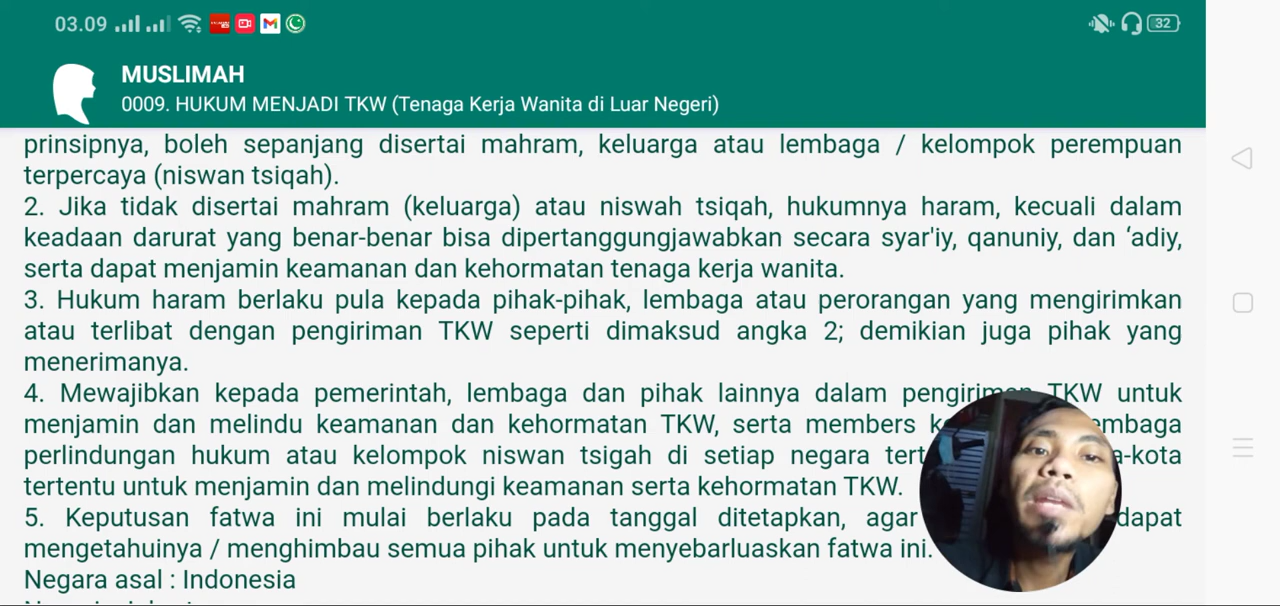 03.09
32
MUSLIMAH
0009. HUKUM MENJADI TKW (Tenaga Kerja Wanita di Luar Negeri)
prinsipnya, boleh sepanjang disertai mahram, keluarga atau lembaga / kelompok perempuan
terpercaya (niswan tsiqah).
2. Jika tidak disertai mahram (keluarga) atau niswah tsiqah, hukumnya haram, kecuali dalam
keadaan darurat yang benar-benar bisa dipertanggungjawabkan secara syar'iy, qanuniy, dan ‘adiy,
serta dapat menjamin keamanan dan kehormatan tenaga kerja wanita.
3. Hukum haram berlaku pula kepada pihak-pihak, lembaga atau perorangan yang mengirimkan
atau terlibat dengan pengiriman TKW seperti dimaksud angka 2; demikian juga pihak yang
menerimanya.
4. Mewajibkan kepada pemerintah, lembaga dan pihak lainnya dalam pengiriman TKW untuk
menjamin dan melindu keamanan dan kehormatan TKW, serta members
perlindungan hukum atau kelompok niswan tsigah di setiap negara
tertentu untuk menjamin dan melindungi keamanan serta kehormatan TKW.
5. Keputusan fatwa ini mulai berlaku pada tanggal ditetapkan, agar dapat
mengetahuinya / menghimbau semua pihak untuk menyebarluaskan fatwa ini.
Negara asal : Indonesia